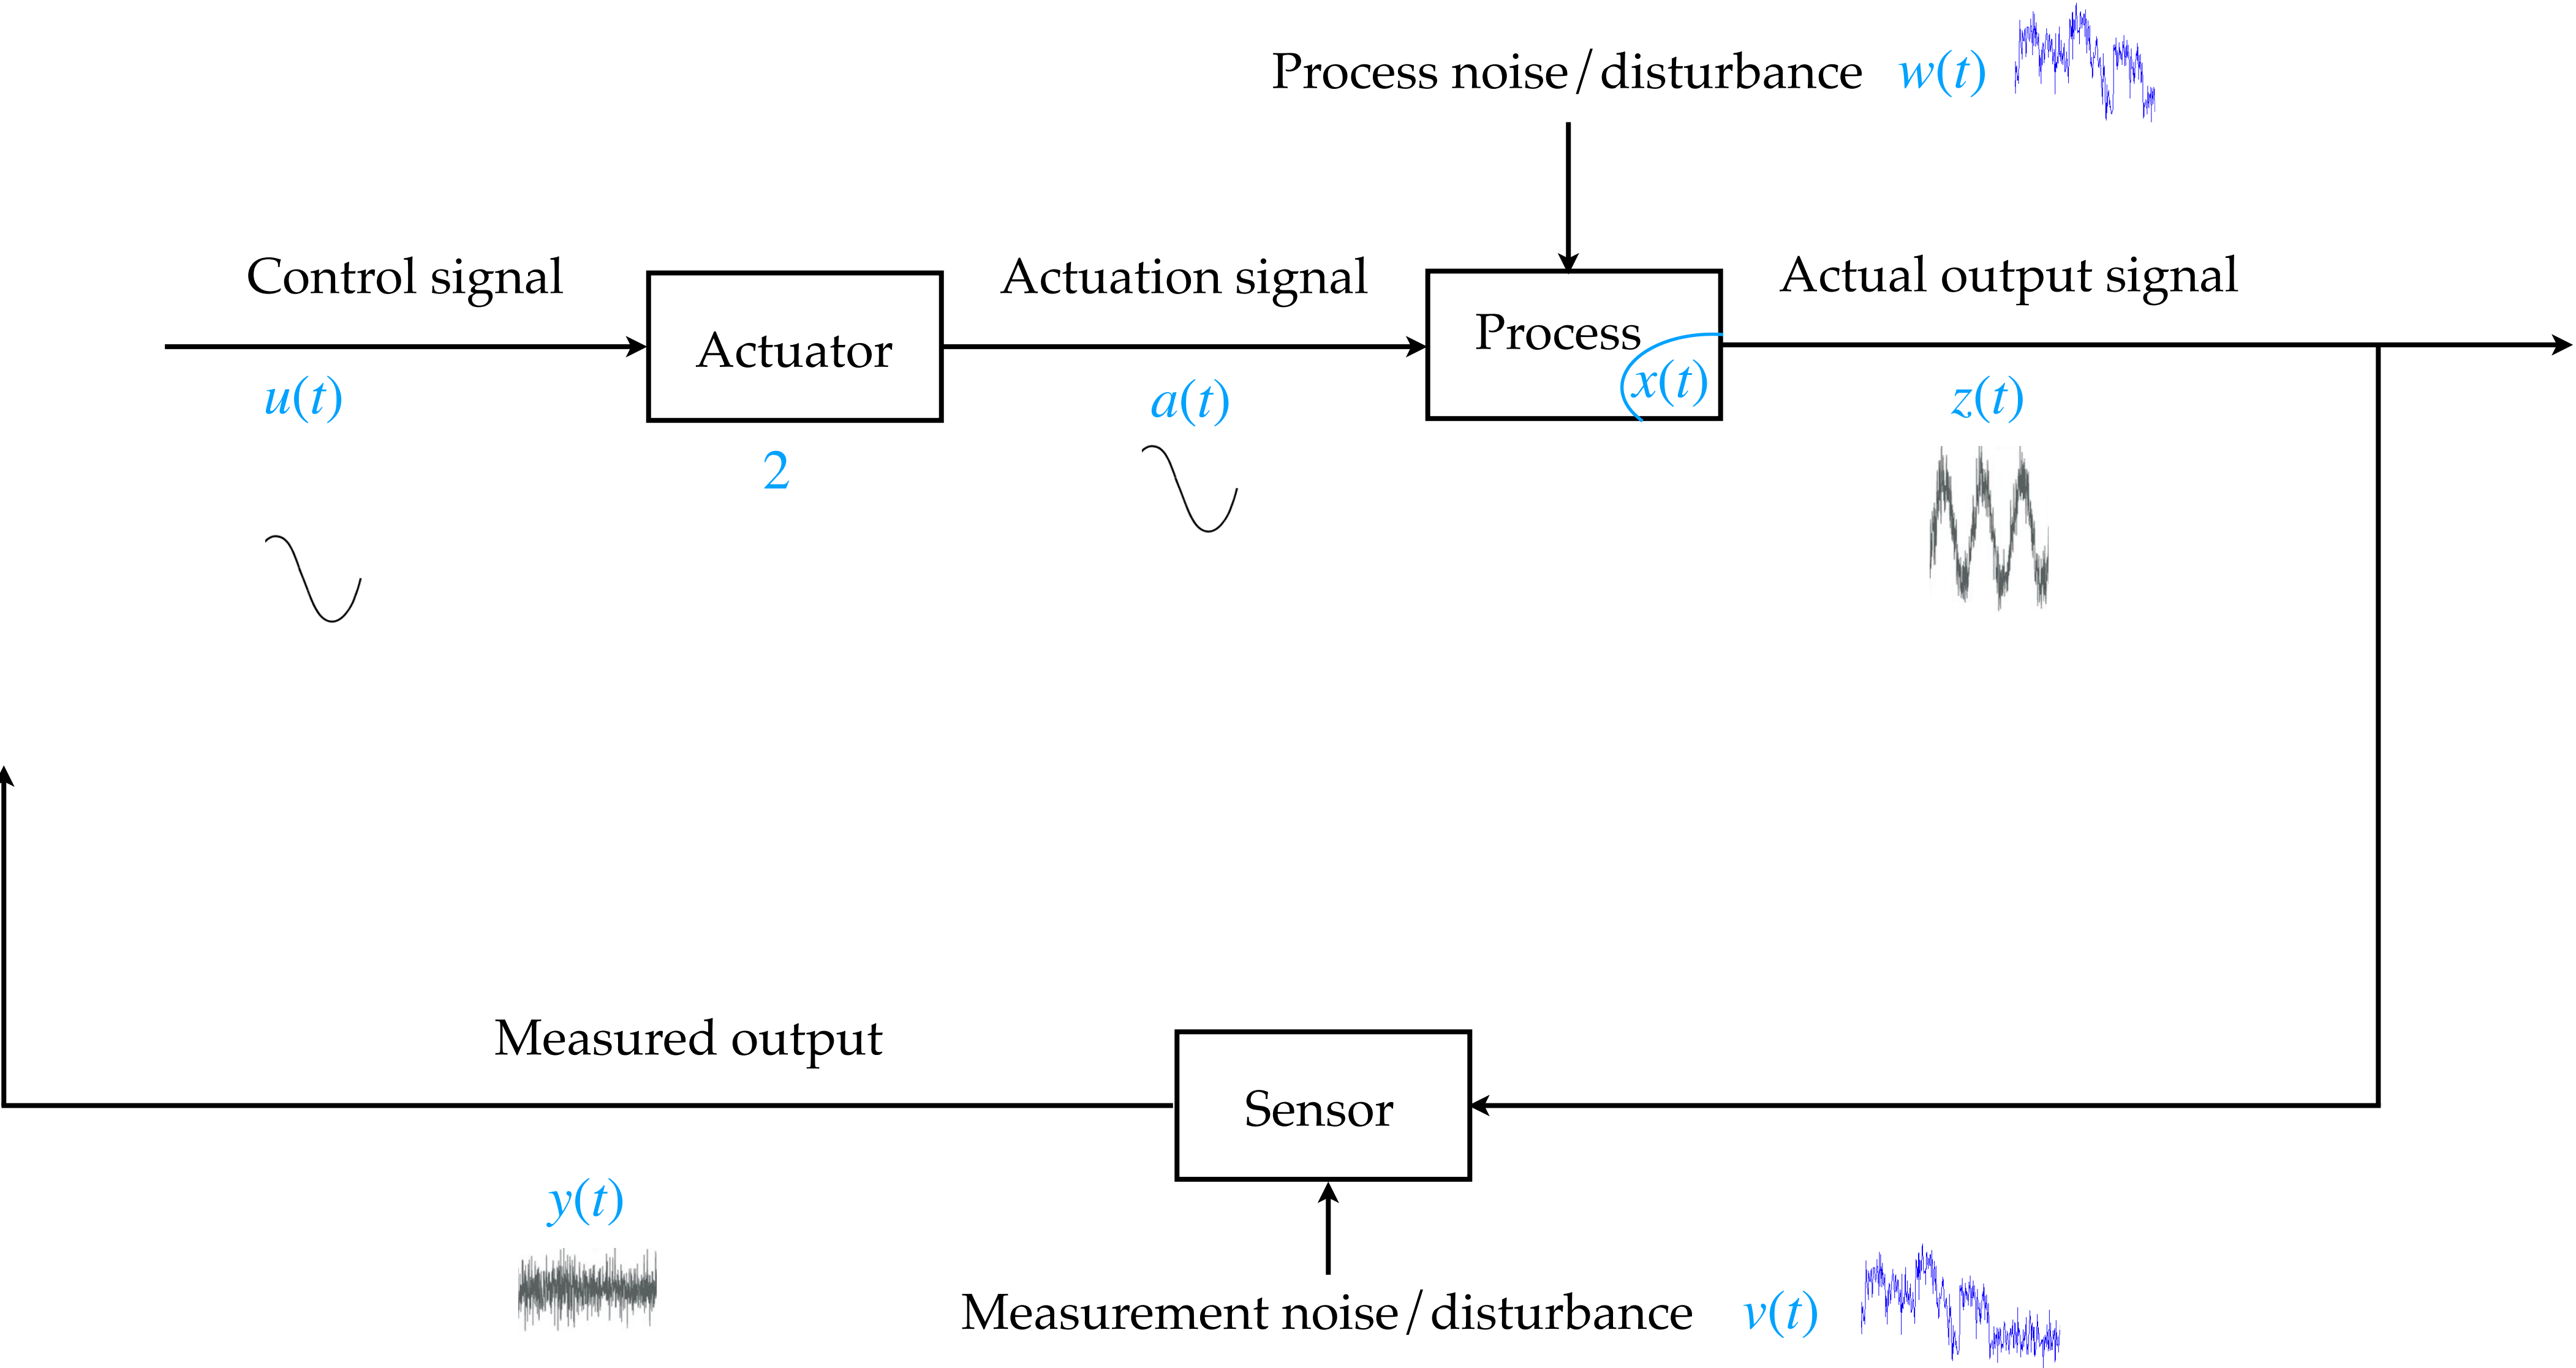 Process noise/disturbance w(t)
Control signal
Actuation signal
Actual output signal
Actuator
Process
x(t)
u(t)
a(t)
z(t)
2
Measured output
Sensor
y(t)
Measurement noise/disturbance v(t)